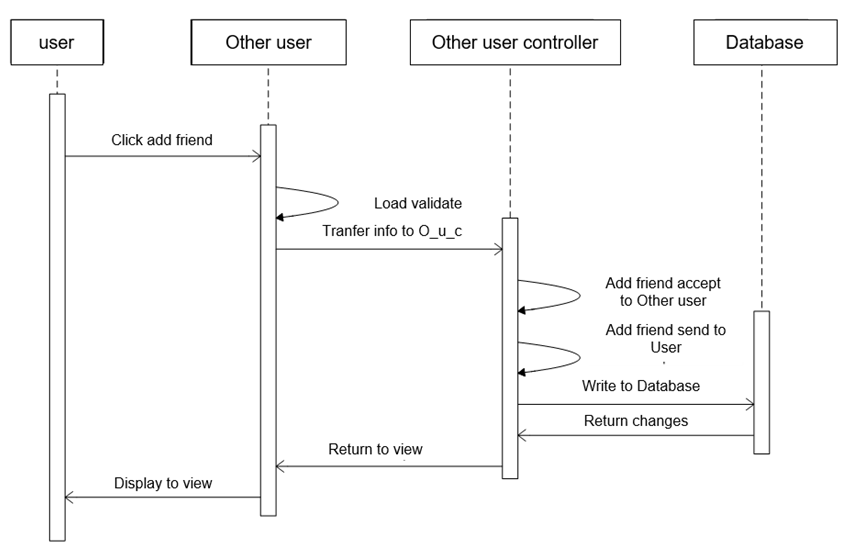 user
Other user
Other user controller
Database
Click add friend
Load validate
Tranfer info to O_u_c
Add friend accept
to Other user
Add friend send to
User
Write to Database
Return changes
Return to view
Display to view